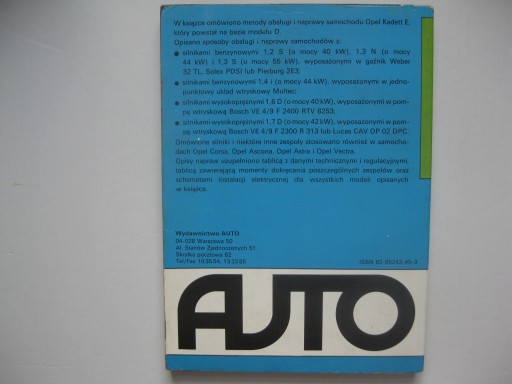 W książce omówiono metody obsługi i naprawy samochodu Opel Kadett E,
który powstał na bazie modelu D.
Opisano sposoby obsługi i naprawy samochodów z:
● silnikami benzynowymi 1,2 S (o mocy 40 kW), 1,3 N (o mocy
44 kW) i 1,3 S (o mocy 55 kW), wyposażonymi w gaźnik Weber
32 TL, Solex PDSI lub Pierburg 2E3;
● silnikami benzynowymi 1,4 i (o mocy 44 kW), wyposażonymi w jedno-
punktowy układ wtryskowy Multec;
● silnikami wysokoprężnymi 1,6 D (o mocy 40 kW), wyposażonymi w pom-
pę wtryskową Bosch VE 4/9 F 2400 RTV 8253;
● silnikami wysokoprężnymi 1,7 D (o mocy 42 kW), wyposażonymi w pom-
pę wtryskową Bosch VE 4/9 F 2300 R 313 lub Lucas CAV OP 02 DPC.
Omówione silniki i niektóre inne zespoły stosowano również w samocho-
dach Opel Corsa, Opel Ascona, Opel Astra i Opel Vectra.
Opisy napraw uzupełniono tablicą z danymi technicznymi i regulacyjnymi,
tablicą zawierającą momenty dokręcania poszczególnych zespołów oraz
schematami instalacji elektrycznej dla wszystkich modeli opisanych
w książce.
Wydawnictwo AUTO
04-028 Warszawa 50
Al. Stanów Zjednoczonych 51
Skrytka pocztowa 62
Tel/Fax
ISBN
AUTO